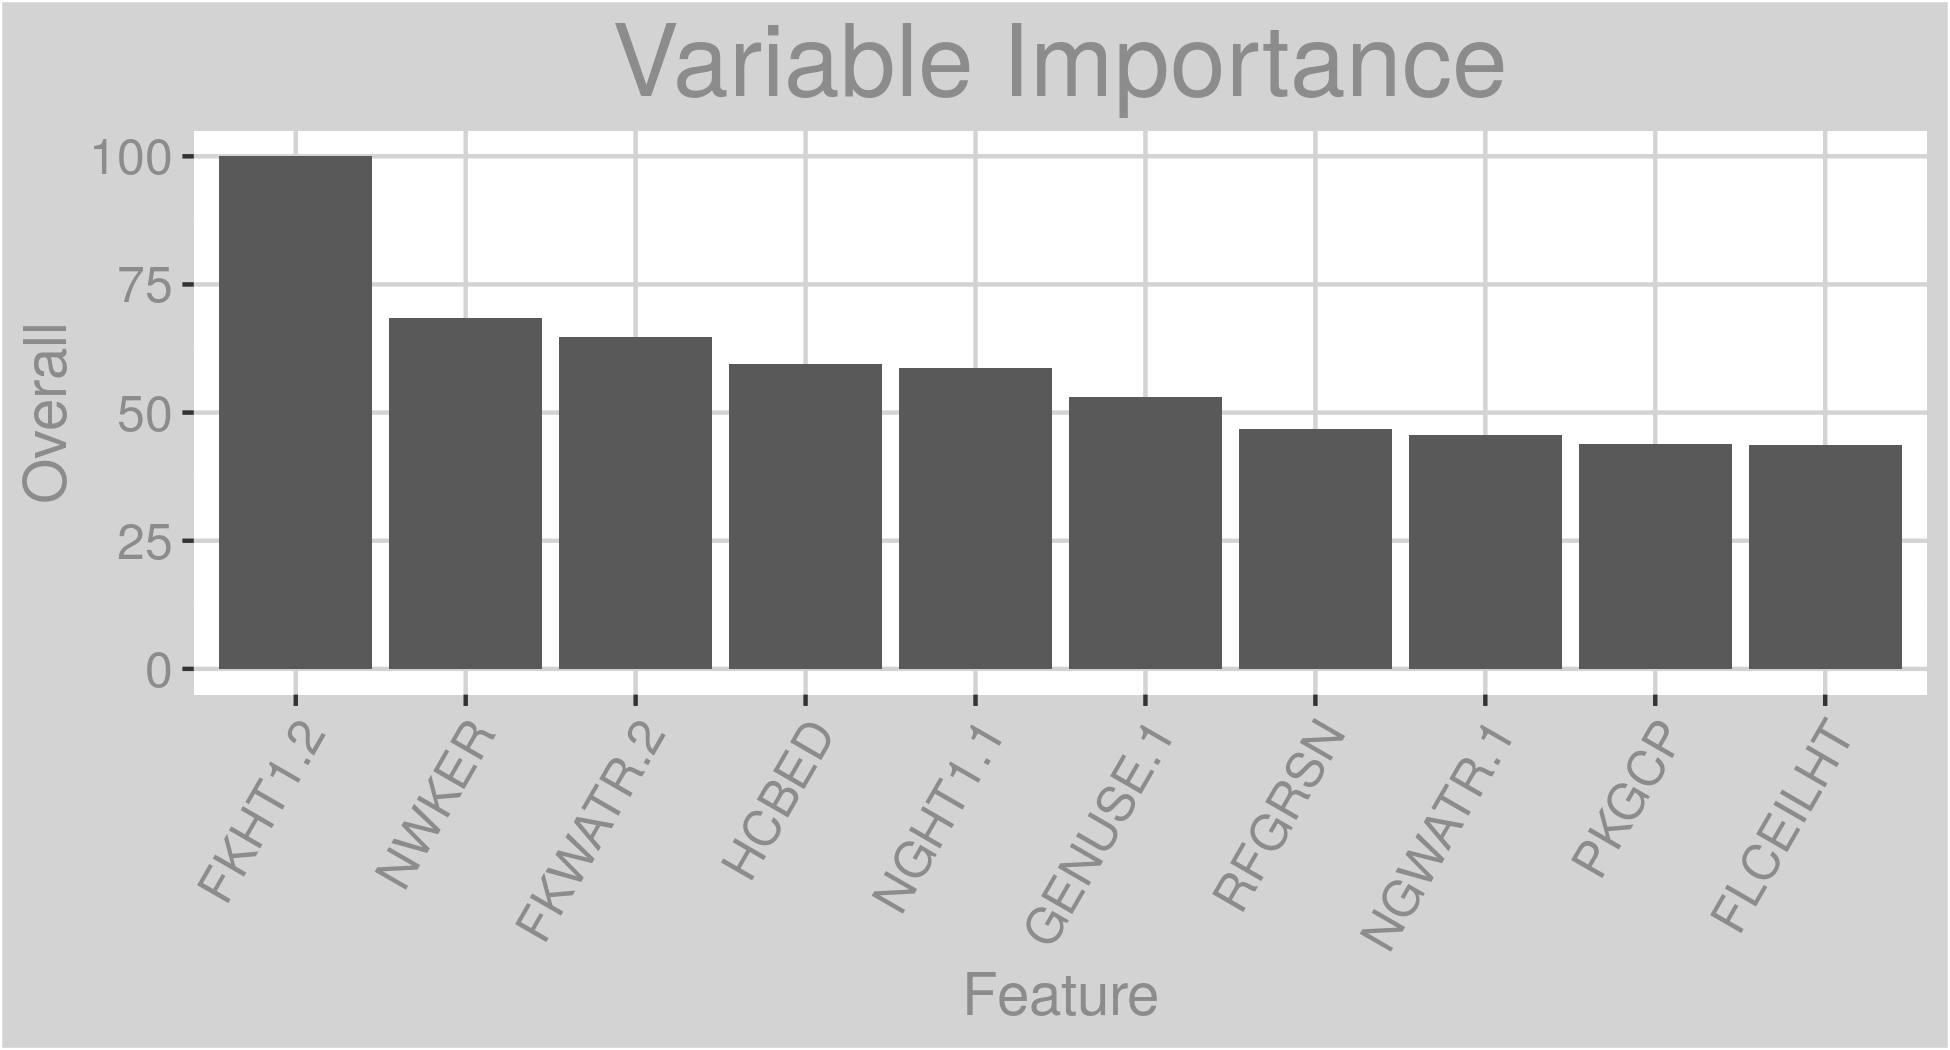 Variable Importance
100
75
50
25
0
Overall
FKHT1.2
NWKER
FKWATR.2
HCBED
NGHT1.1
GENUSE.1
RFGRSN
NGWATR.1
PKGCP
FLCEILHT
Feature